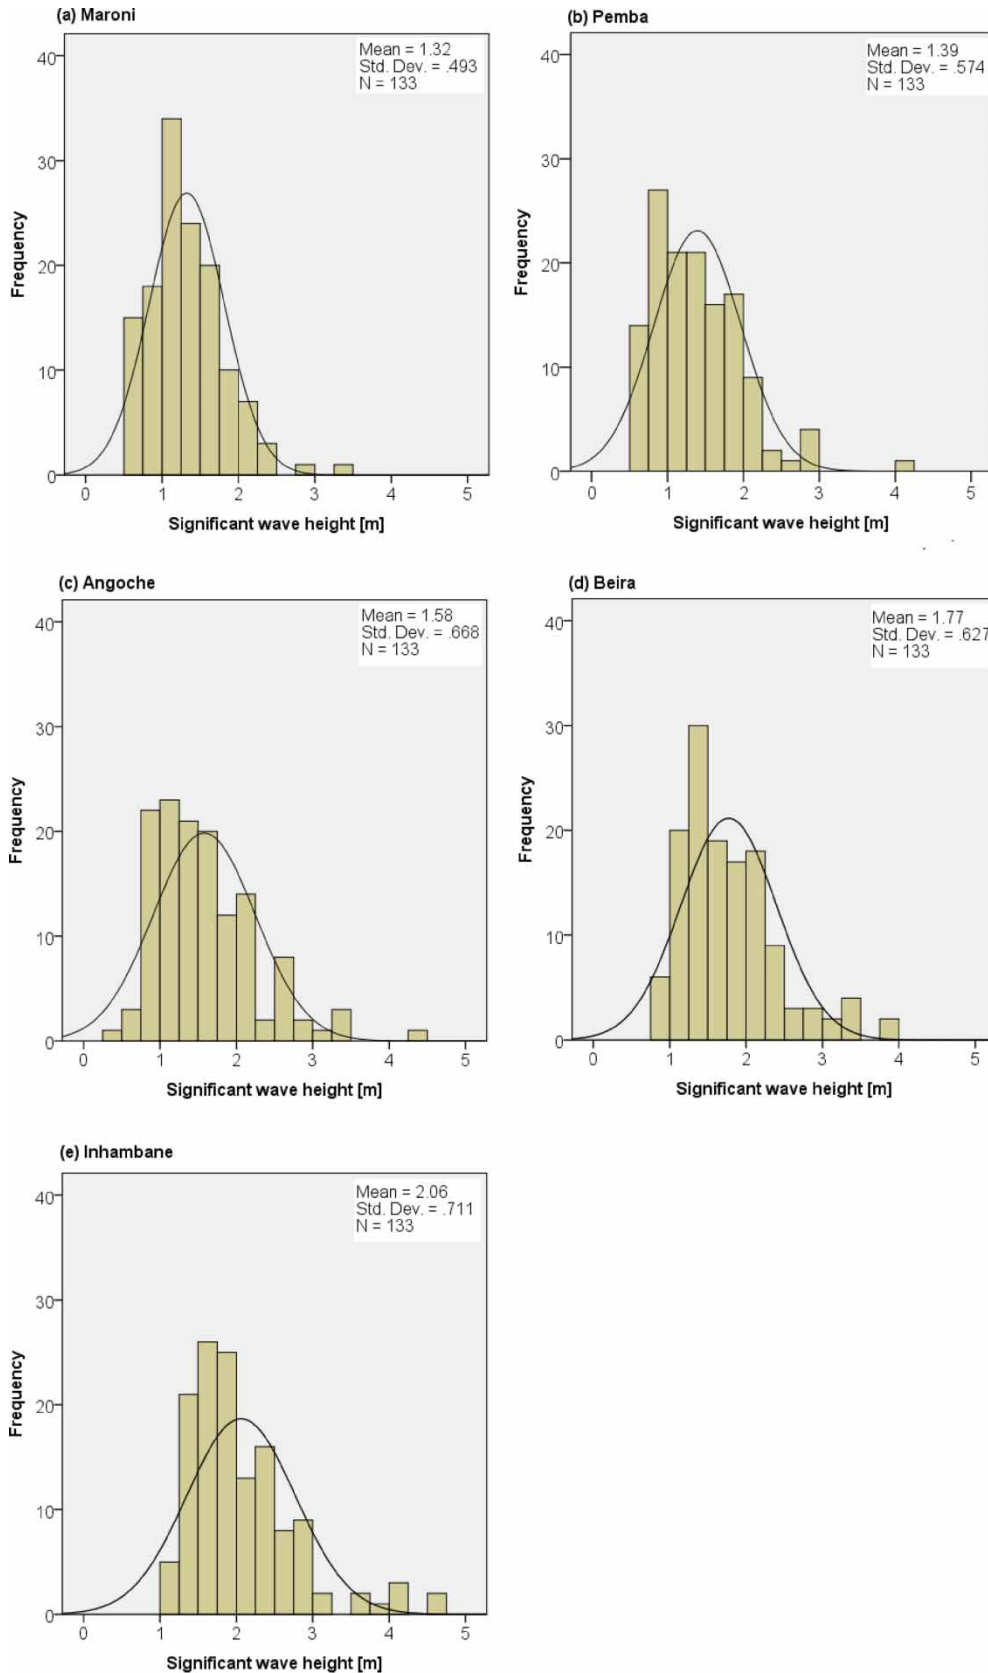 (a) Maroni
Mean = 1.32
Std. Dev. = .493
N = 133
40
30
20
10
0
Frequency
0 1 2 3 4 5
Significant wave height [m]
(b) Pemba
Mean = 1.39
Std. Dev. = .574
N = 133
40
30
20
10
0
Frequency
0 1 2 3 4 5
Significant wave height [m]
(c) Angoche
Mean = 1.58
Std. Dev. = .668
N = 133
40
30
20
10
0
Frequency
0 1 2 3 4 5
Significant wave height [m]
(d) Beira
Mean = 1.77
Std. Dev. = .627
N = 133
40
30
20
10
0
Frequency
0 1 2 3 4 5
Significant wave height [m]
(e) Inhambane
Mean = 2.06
Std. Dev. = .711
N = 133
40
30
20
10
0
Frequency
0 1 2 3 4 5
Significant wave height [m]